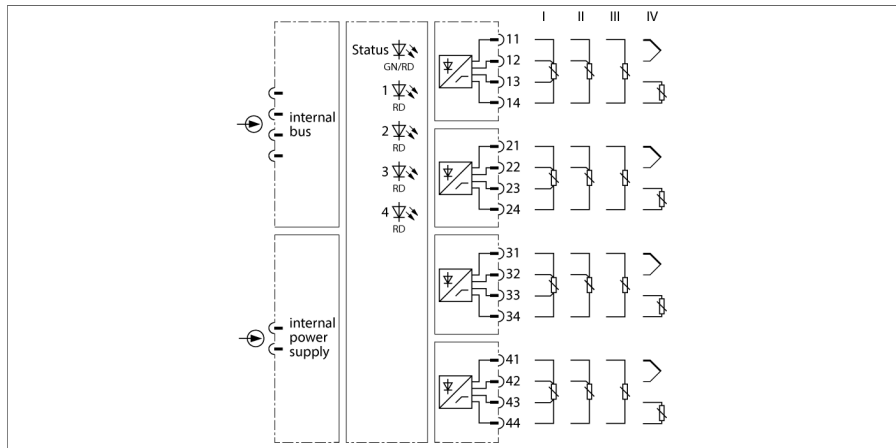 I II III IV
Status
GN/RD
1
RD
2
RD
3
RD
4
RD
internal
bus
internal
power
supply
11
12
13
14
21
22
23
24
31
32
33
34
41
42
43
44